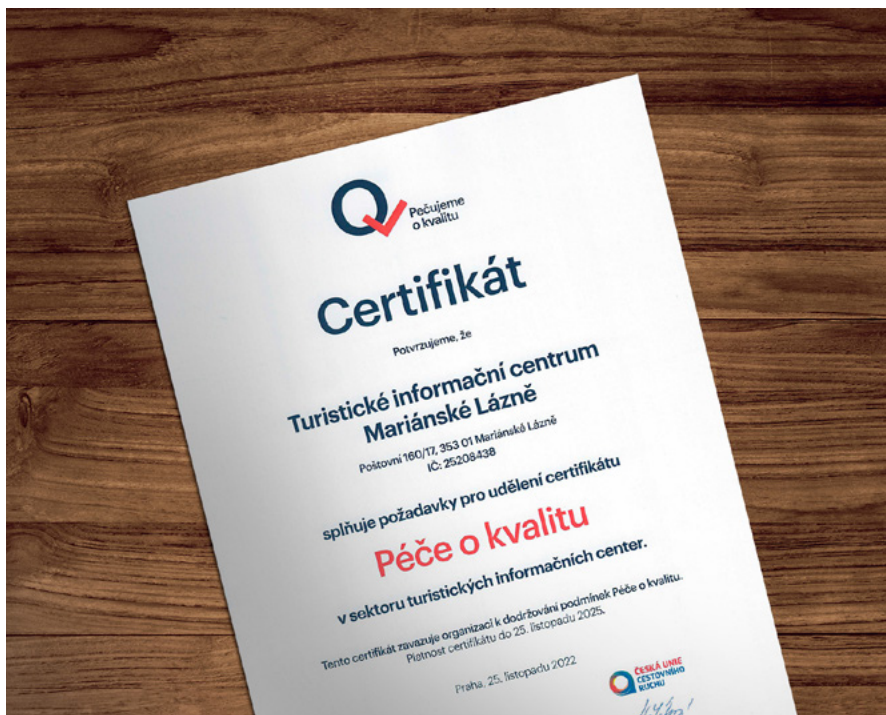 Pečujeme
o kvalitu
Certifikát
Potvrzujeme, že
Turistické informační centrum
Mariánské Lázně
Poštovní 160/17, 353 01 Mariánské Lázně
IČ: 25208438
splňuje požadavky pro udělení certifikátu
Péče o kvalitu
v sektoru turistických informačních center.
Tento certifikát zavazuje organizaci k dodržování podmínek Péče o kvalitu.
Platnost certifikátu do 25. listopadu 2025.
Praha, 25. listopadu 2022
ČESKÁ UNIE
CESTOVNÍHO
RUCHU